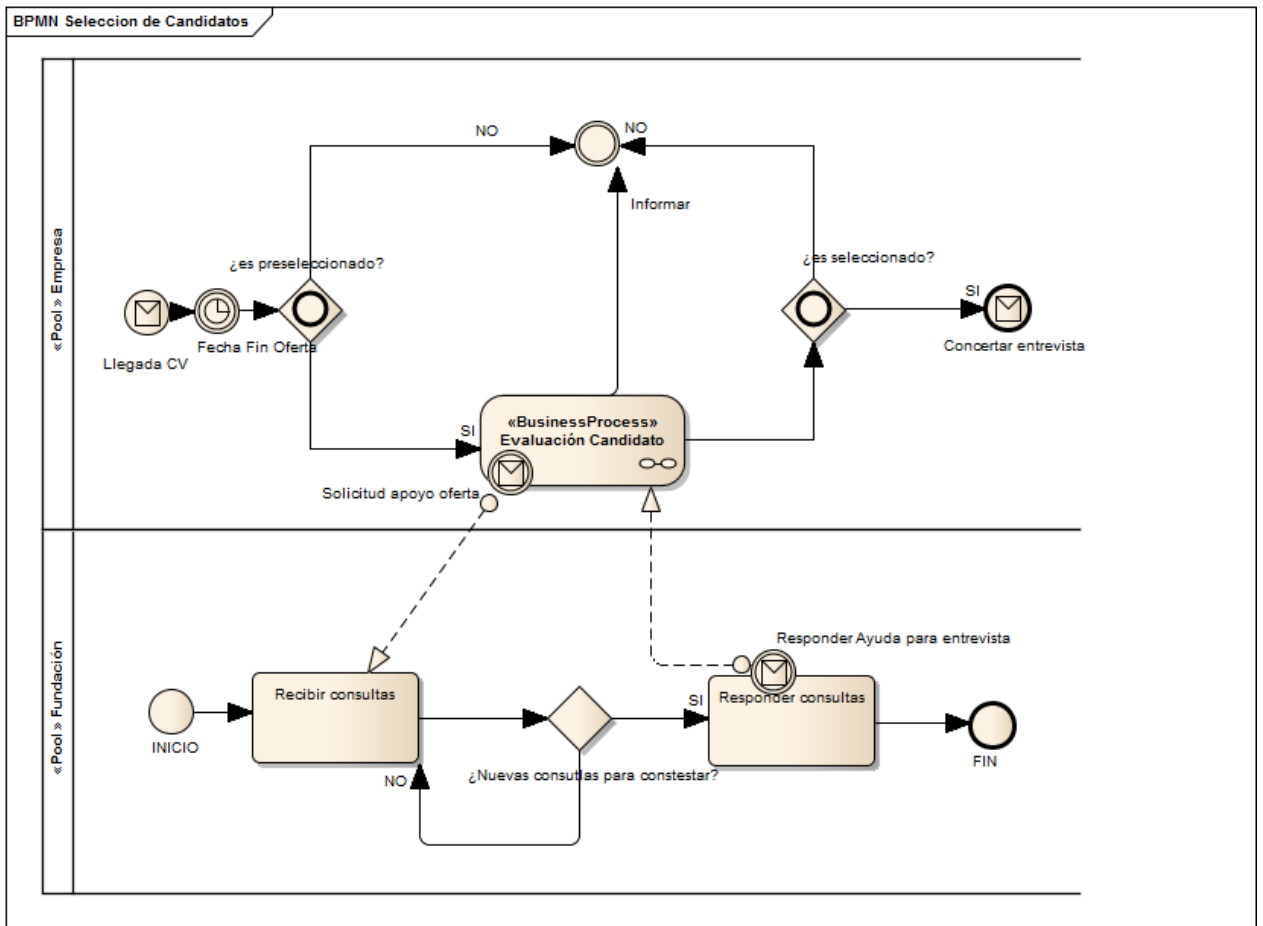 BPMN Seleccion de Candidatos
«Pool» Empresa
NO
NO
Informar
¿es preseleccionado?
¿es seleccionado?
SI
Fecha Fin Oferta
Concertar entrevista
Llegada CV
«BusinessProcess»
Evaluación Candidato
SI
Solicitud apoyo oferta
«Pool» Fundación
Responder Ayuda para entrevista
Recibir consultas
SI
Responder consultas
INICIO
FIN
NO
¿Nuevas consutlas para constestar?